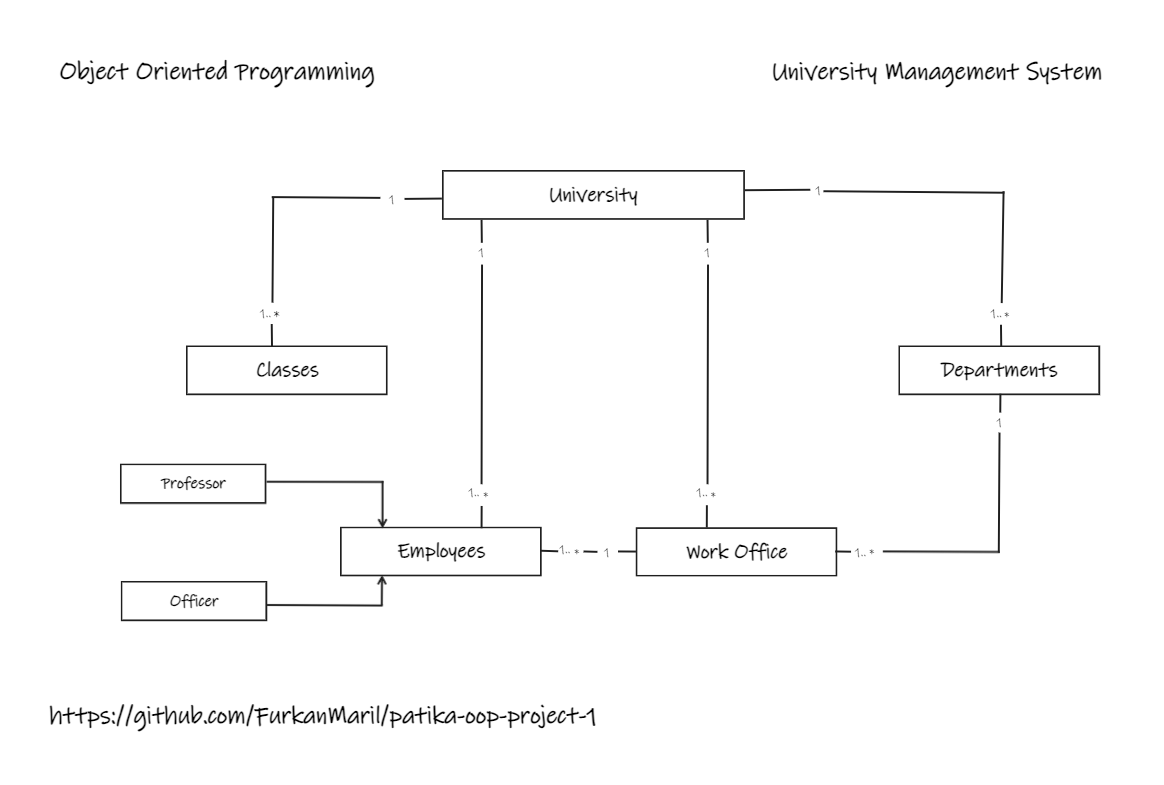 Object Oriented Programming
University Management System
University
1
1
1
1
1..*
1..*
Classes
Departments
1
Professor
1..*
1..*
Employees
1..*
1
Work Office
1..*
Officer
https://github.com/FurkanMaril/patika-oop-project-1